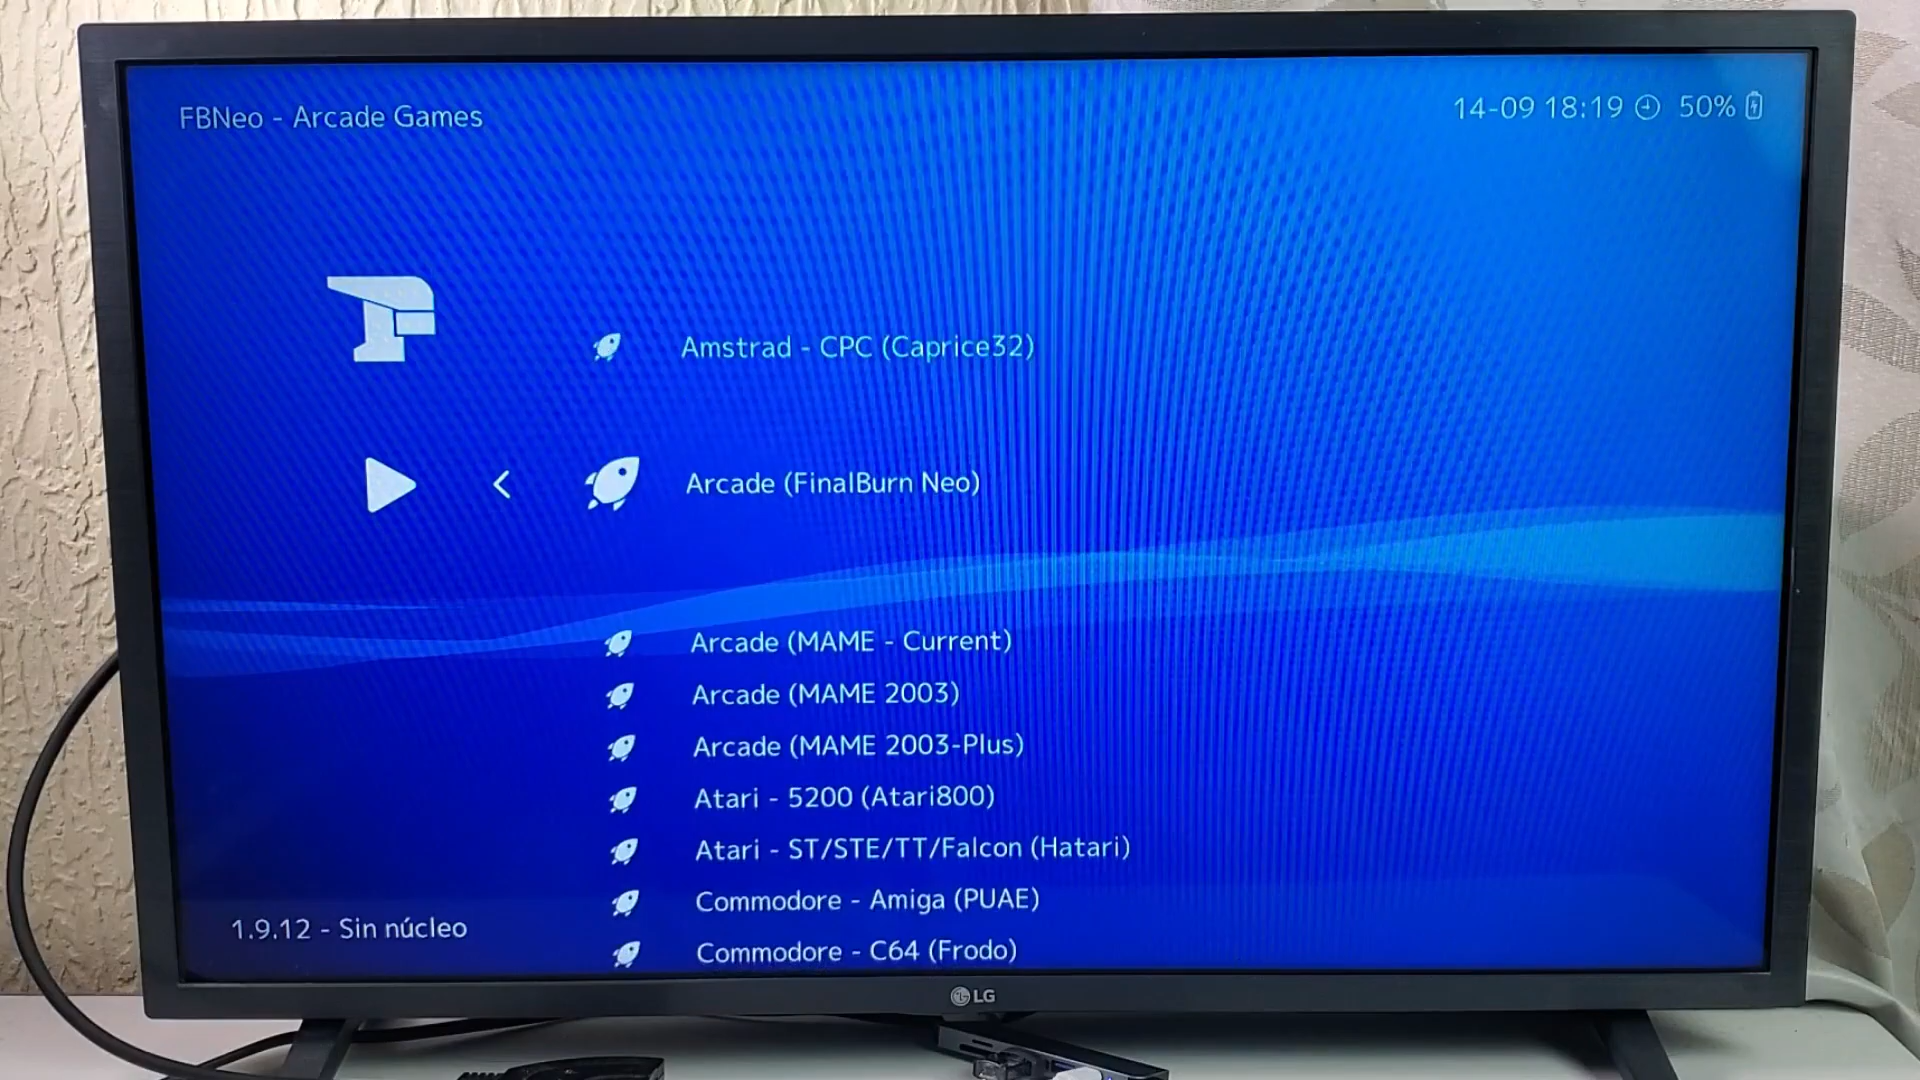 FBNeo - Arcade Games
14-09 18:19 50%
Amstrad - CPC (Caprice32)
Arcade (FinalBurn Neo)
Arcade (MAME - Current)
Arcade (MAME 2003)
Arcade (MAME 2003-Plus)
Atari - 5200 (Atari800)
Atari - ST/STE/TT/Falcon (Hatari)
Commodore - Amiga (PUAE)
Commodore - C64 (Frodo)
1.9.12 - Sin núcleo
LG